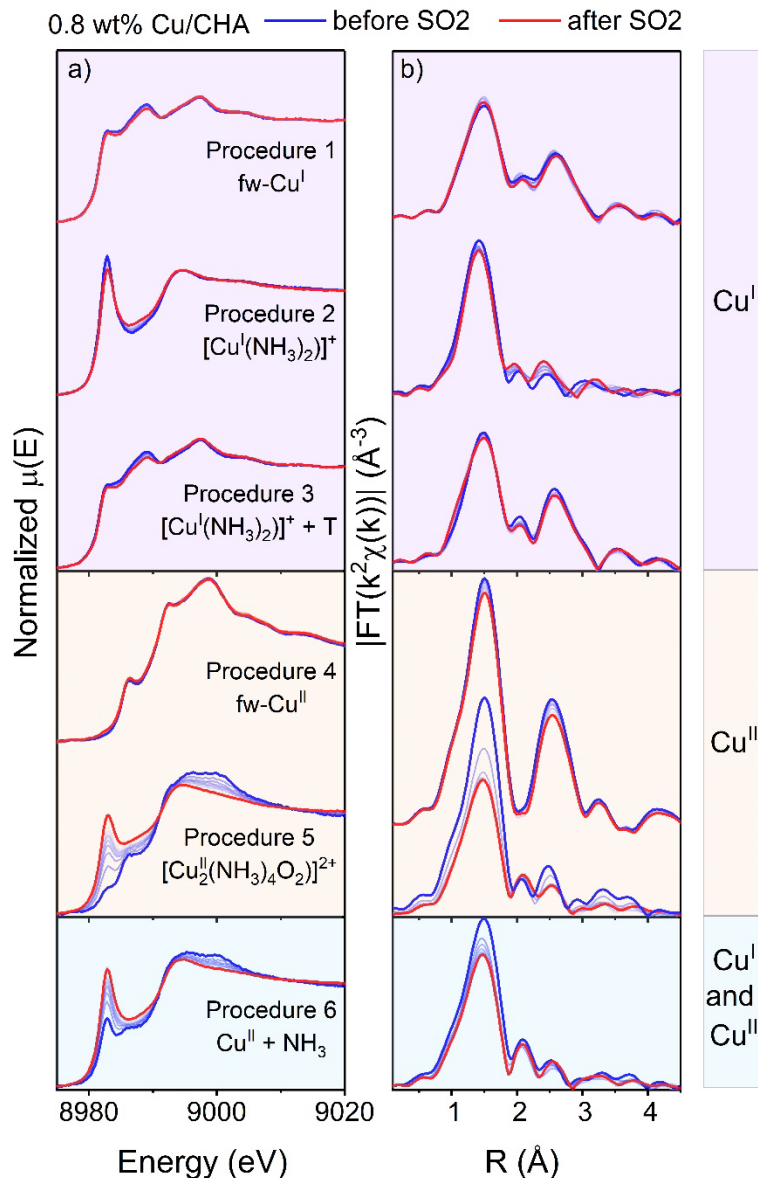 0.8 wt% Cu/CHA — before SO2 — after SO2
a)
b)
Procedure 1
fw-Cuᴵ
Procedure 2
[Cuᴵ(NH₃)₂)]⁺
Procedure 3
[Cuᴵ(NH₃)₂)]⁺ + T
Procedure 4
fw-Cuᴵᴵ
Procedure 5
[Cu₂ᴵᴵ(NH₃)₄O₂)]²⁺
Procedure 6
Cuᴵᴵ + NH₃
Normalized μ(E)
|FT(k²χ(k))| (Å⁻³)
Cuᴵ
Cuᴵᴵ
Cuᴵ
and
Cuᴵᴵ
8980 9000 9020
1 2 3 4
Energy (eV)
R (Å)